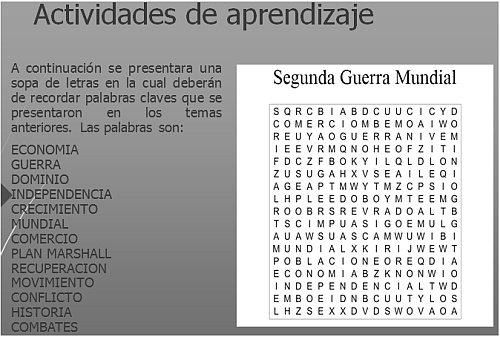 Actividades de aprendizaje
A continuación se presentara una
sopa de letras en la cual deberán
de recordar palabras claves que se
presentaron en los temas
anteriores. Las palabras son:
ECONOMIA
GUERRA
DOMINIO
INDEPENDENCIA
CRECIMIENTO
MUNDIAL
COMERCIO
PLAN MARSHALL
RECUPERACION
MOVIMIENTO
CONFLICTO
HISTORIA
COMBATES
Segunda Guerra Mundial
S Q R C B I A B D C U U C I C Y D
C O M E R C I O M B E M O A I W O
R E U Y A O G U E R R A N I V E M
I E E V R M Q N O H E O F Z I T I
F D C Z F B O K Y I L Q L D L O N
Z U S U G A H X V S E A I L E Q I
A G E A P T M W Y T M Z C P S I O
L H P L E E D O B O Y M T E E M G
R O O B R S R E V R A D O A L T B
T S C I M P U A S I G O E M U L G
A U A W S U A S C A M W U W I B I
M U N D I A L X K I R I J W E W T
P O B L A C I O N E O R E Q D I A
E C O N O M I A B Z K N O N W I O
I N D E P E N D E N C I A L T W D
E M B O E I D N B C U U T Y L O S
L H Z S E X X D V D S W O V A O A